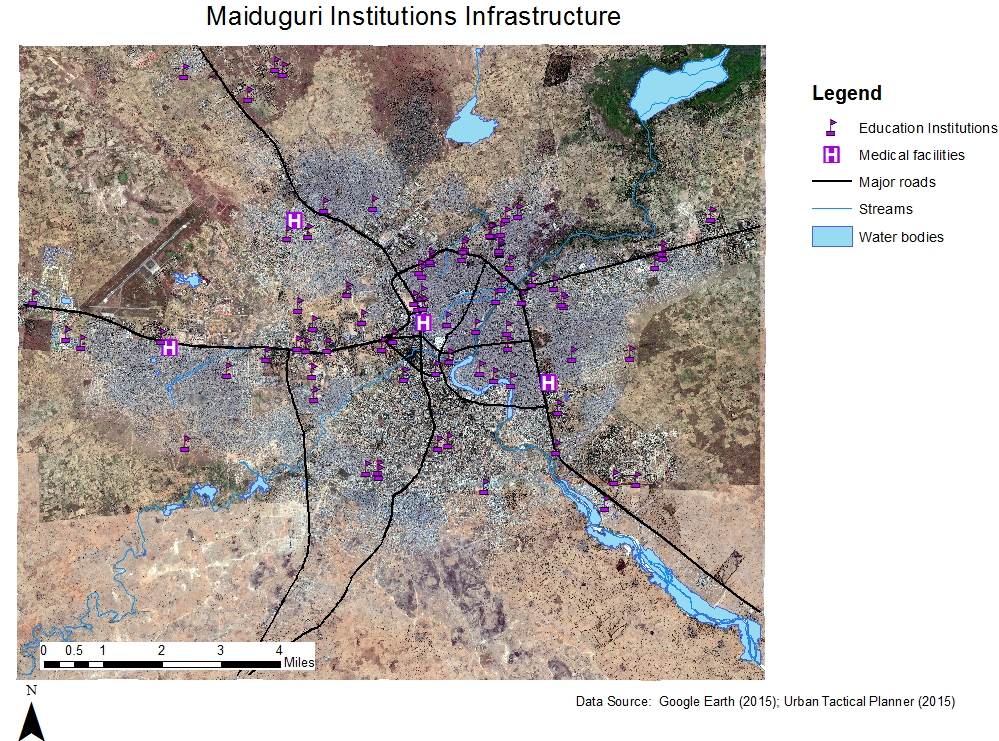 Maiduguri Institutions Infrastructure
Legend
Education Institutions
H Medical facilities
Major roads
Streams
Water bodies
H
H
H
H
0 0.5 1 2 3 4
Miles
N
Data Source: Google Earth (2015); Urban Tactical Planner (2015)